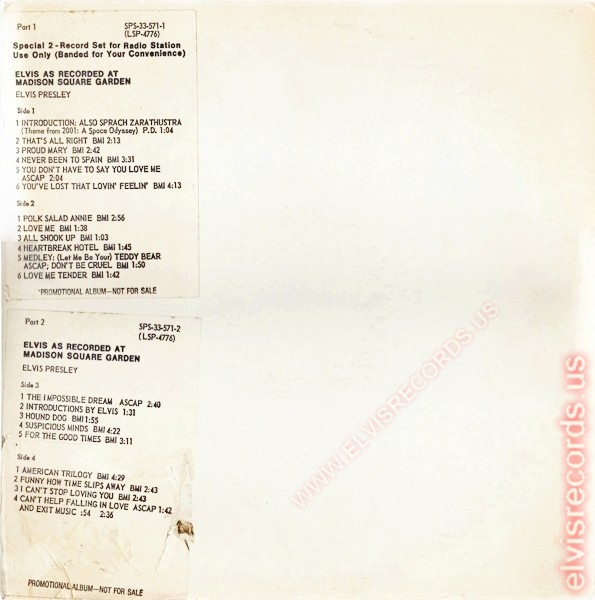 Part 1 SPS-33-571-1
(LSP-4776)
Special 2-Record Set for Radio Station
Use Only (Banded for Your Convenience)
ELVIS AS RECORDED AT
MADISON SQUARE GARDEN
ELVIS PRESLEY
Side 1
1 INTRODUCTION: ALSO SPRACH ZARATHUSTRA
(Theme from 2001: A Space Odyssey) P.D. 1:04
2 THAT'S ALL RIGHT BMI 2:13
3 PROUD MARY BMI 2:42
4 NEVER BEEN TO SPAIN BMI 3:31
5 YOU DON'T HAVE TO SAY YOU LOVE ME
ASCAP 2:04
6 YOU'VE LOST THAT LOVIN' FEELIN' BMI 4:13
Side 2
1 POLK SALAD ANNIE BMI 2:56
2 LOVE ME BMI 1:38
3 ALL SHOOK UP BMI 1:03
4 HEARTBREAK HOTEL BMI 1:45
5 MEDLEY: (Let Me Be Your) TEDDY BEAR
ASCAP; DON'T BE CRUEL BMI 1:50
6 LOVE ME TENDER BMI 1:42
*PROMOTIONAL ALBUM—NOT FOR SALE
Part 2 SPS-33-571-2
(LSP-4776)
ELVIS AS RECORDED AT
MADISON SQUARE GARDEN
ELVIS PRESLEY
Side 3
1 THE IMPOSSIBLE DREAM ASCAP 2:40
2 INTRODUCTIONS BY ELVIS 1:31
3 HOUND DOG BMI 1:55
4 SUSPICIOUS MINDS BMI 4:22
5 FOR THE GOOD TIMES BMI 3:11
Side 4
1 AMERICAN TRILOGY BMI 4:29
2 FUNNY HOW TIME SLIPS AWAY BMI 2:43
3 I CAN'T STOP LOVING YOU BMI 2:43
4 CAN'T HELP FALLING IN LOVE ASCAP 1:42
AND EXIT MUSIC :54 2:36
PROMOTIONAL ALBUM—NOT FOR SALE
WWW.ELVISRECORDS.US
elvisrecords.us